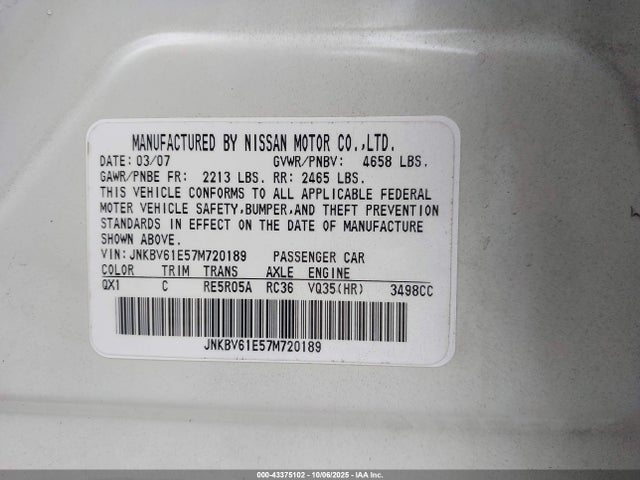 MANUFACTURED BY NISSAN MOTOR CO.,LTD.
DATE: 03/07 GVWR/PNBV: 4658 LBS.
GAWR/PNBE FR: 2213 LBS. RR: 2465 LBS.
THIS VEHICLE CONFORMS TO ALL APPLICABLE FEDERAL
MOTER VEHICLE SAFETY,BUMPER,AND THEFT PREVENTION
STANDARDS IN EFFECT ON THE DATE OF MANUFACTURE
SHOWN ABOVE.
VIN: JNKBV61E57M720189 PASSENGER CAR
COLOR TRIM TRANS AXLE ENGINE
QX1 C RE5R05A RC36 VQ35(HR) 3498CC
JNKBV61E57M720189
000-43375102 - 10/06/2025 - IAA Inc.